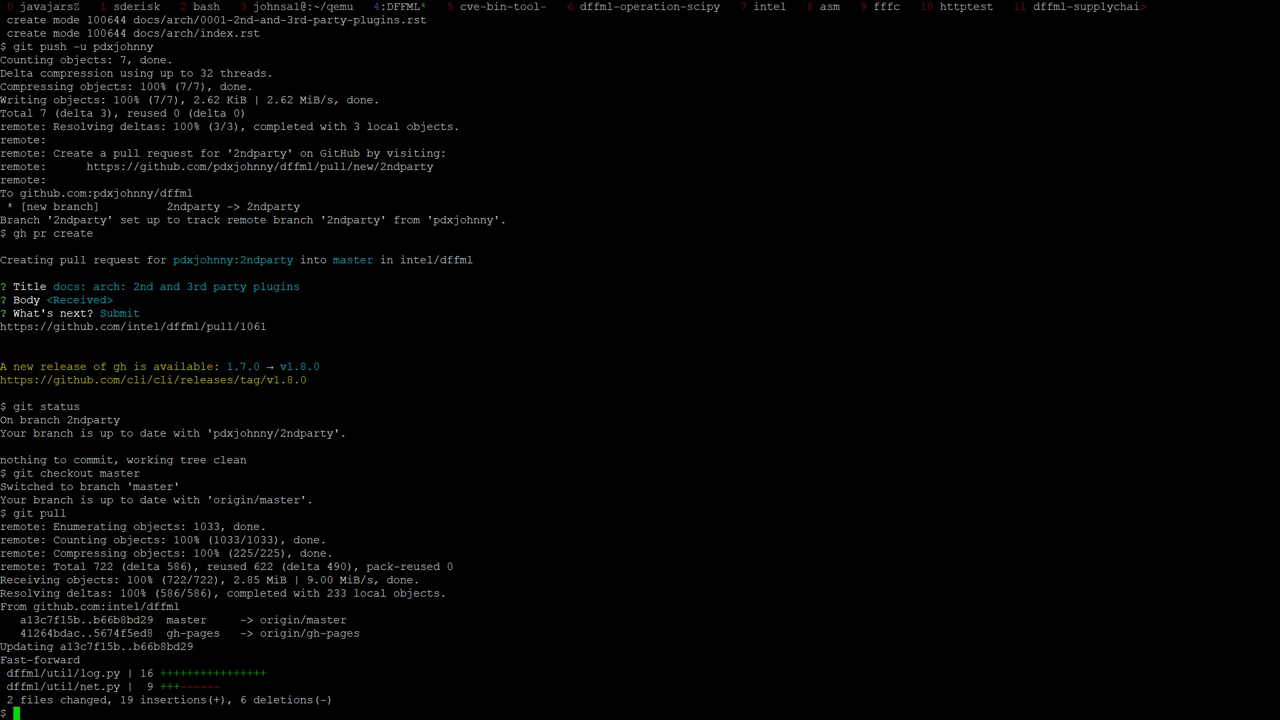 0 javajarsZ 1 sderisk 2 bash 3 johnsa1@:~/qemu 4:DFFML* 5 cve-bin-tool- 6 dffml-operation-scipy 7 intel 8 asm 9 fffc 10 httptest 11 dffml-supplychai>
create mode 100644 docs/arch/0001-2nd-and-3rd-party-plugins.rst
create mode 100644 docs/arch/index.rst
$ git push -u pdxjohnny
Counting objects: 7, done.
Delta compression using up to 32 threads.
Compressing objects: 100% (7/7), done.
Writing objects: 100% (7/7), 2.62 KiB | 2.62 MiB/s, done.
Total 7 (delta 3), reused 0 (delta 0)
remote: Resolving deltas: 100% (3/3), completed with 3 local objects.
remote:
remote: Create a pull request for '2ndparty' on GitHub by visiting:
remote:      https://github.com/pdxjohnny/dffml/pull/new/2ndparty
remote:
To github.com:pdxjohnny/dffml
 * [new branch]          2ndparty -> 2ndparty
Branch '2ndparty' set up to track remote branch '2ndparty' from 'pdxjohnny'.
$ gh pr create
Creating pull request for pdxjohnny:2ndparty into master in intel/dffml
? Title docs: arch: 2nd and 3rd party plugins
? Body <Received>
? What's next? Submit
https://github.com/intel/dffml/pull/1061
A new release of gh is available: 1.7.0 → v1.8.0
https://github.com/cli/cli/releases/tag/v1.8.0
$ git status
On branch 2ndparty
Your branch is up to date with 'pdxjohnny/2ndparty'.
nothing to commit, working tree clean
$ git checkout master
Switched to branch 'master'
Your branch is up to date with 'origin/master'.
$ git pull
remote: Enumerating objects: 1033, done.
remote: Counting objects: 100% (1033/1033), done.
remote: Compressing objects: 100% (225/225), done.
remote: Total 722 (delta 586), reused 622 (delta 490), pack-reused 0
Receiving objects: 100% (722/722), 2.85 MiB | 9.00 MiB/s, done.
Resolving deltas: 100% (586/586), completed with 233 local objects.
From github.com:intel/dffml
   a13c7f15b..b66b8bd29  master     -> origin/master
   41264bdac..5674f5ed8  gh-pages   -> origin/gh-pages
Updating a13c7f15b..b66b8bd29
Fast-forward
 dffml/util/log.py | 16 ++++++++++++++++
 dffml/util/net.py |  9 +++------
 2 files changed, 19 insertions(+), 6 deletions(-)
$